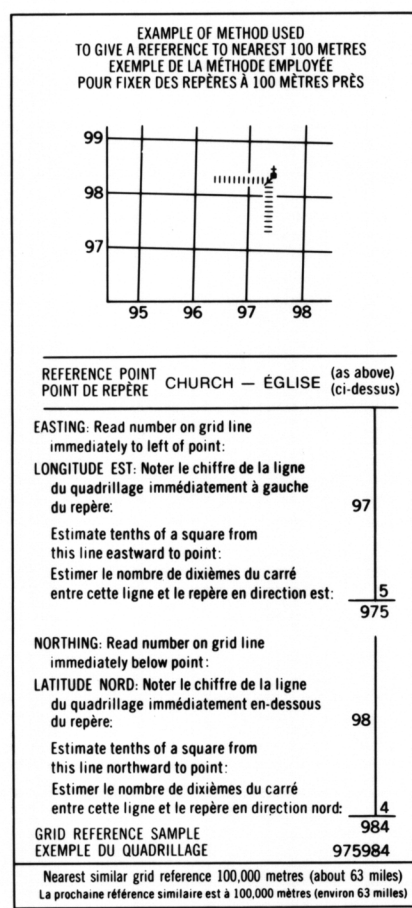 EXAMPLE OF METHOD USED
TO GIVE A REFERENCE TO NEAREST 100 METRES
EXEMPLE DE LA MÉTHODE EMPLOYÉE
POUR FIXER DES REPÈRES À 100 MÈTRES PRÈS
99
98
97
95 96 97 98
REFERENCE POINT CHURCH — ÉGLISE (as above)
POINT DE REPÈRE (ci-dessus)
EASTING: Read number on grid line
immediately to left of point:
LONGITUDE EST: Noter le chiffre de la ligne
du quadrillage immédiatement à gauche
du repère: 97
Estimate tenths of a square from
this line eastward to point:
Estimer le nombre de dixièmes du carré
entre cette ligne et le repère en direction est: 5
975
NORTHING: Read number on grid line
immediately below point:
LATITUDE NORD: Noter le chiffre de la ligne
du quadrillage immédiatement en-dessous
du repère: 98
Estimate tenths of a square from
this line northward to point:
Estimer le nombre de dixièmes du carré
entre cette ligne et le repère en direction nord: 4
984
GRID REFERENCE SAMPLE
EXEMPLE DU QUADRILLAGE 975984
Nearest similar grid reference 100,000 metres (about 63 miles)
La prochaine référence similaire est à 100,000 mètres (environ 63 milles)